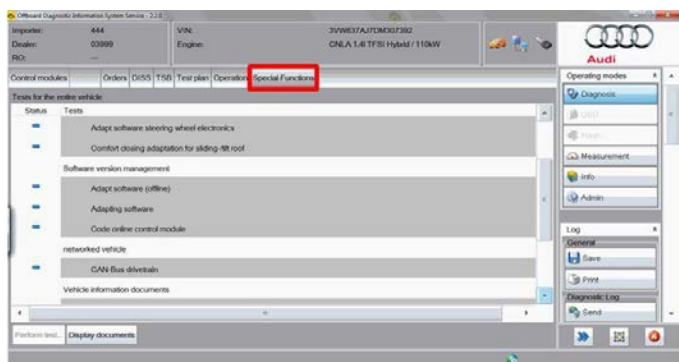 Offboard Diagnostic Information System Service - 2.2.0
Importer: 444 VIN: 3VW637AJ7DM307392
Dealer: 03999 Engine: CNLA 1.4l TFSI Hybrid / 110kW
RO: ---
Audi
Control modules Orders DISS TSB Test plan Operation Special Functions
Operating modes
Tests for the entire vehicle
Diagnosis
Status Tests
OBD
Adapt software steering wheel electronics
Flash
Comfort closing adaptation for sliding-/tilt roof
Measurement
Software version management
Info
Adapt software (offline)
Admin
Adapting software
Code online control module
Log
General
networked vehicle
Save
CAN-Bus drivetrain
Print
Vehicle information documents
Diagnostic Log
Send
Perform test... Display documents